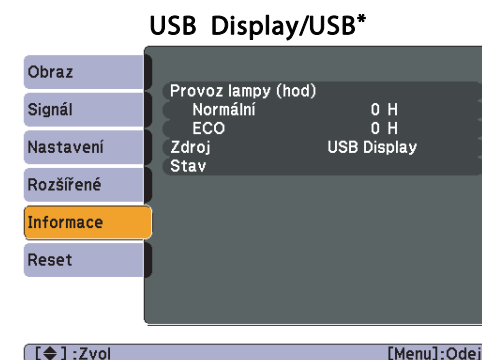 USB Display/USB*
Obraz
Signál
Nastavení
Rozšířené
Informace
Reset
Provoz lampy (hod)
Normální 0 H
ECO 0 H
Zdroj USB Display
Stav
[◆] :Zvol [Menu]:Odej